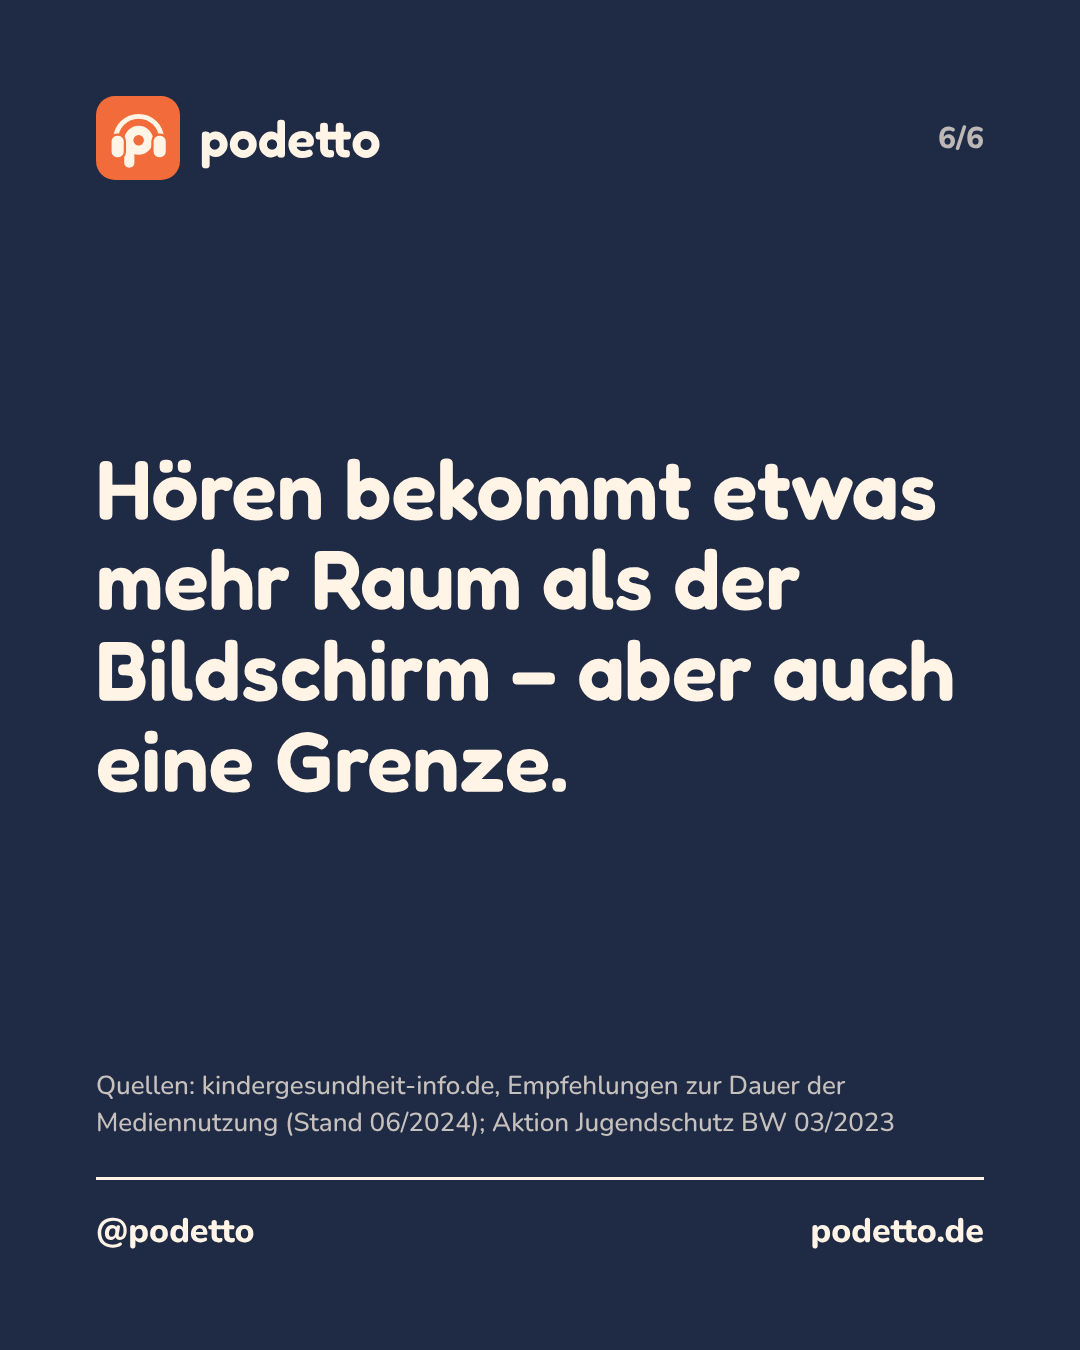 podetto
6/6
Hören bekommt etwas
mehr Raum als der
Bildschirm – aber auch
eine Grenze.
Quellen: kindergesundheit-info.de, Empfehlungen zur Dauer der
Mediennutzung (Stand 06/2024); Aktion Jugendschutz BW 03/2023
@podetto
podetto.de